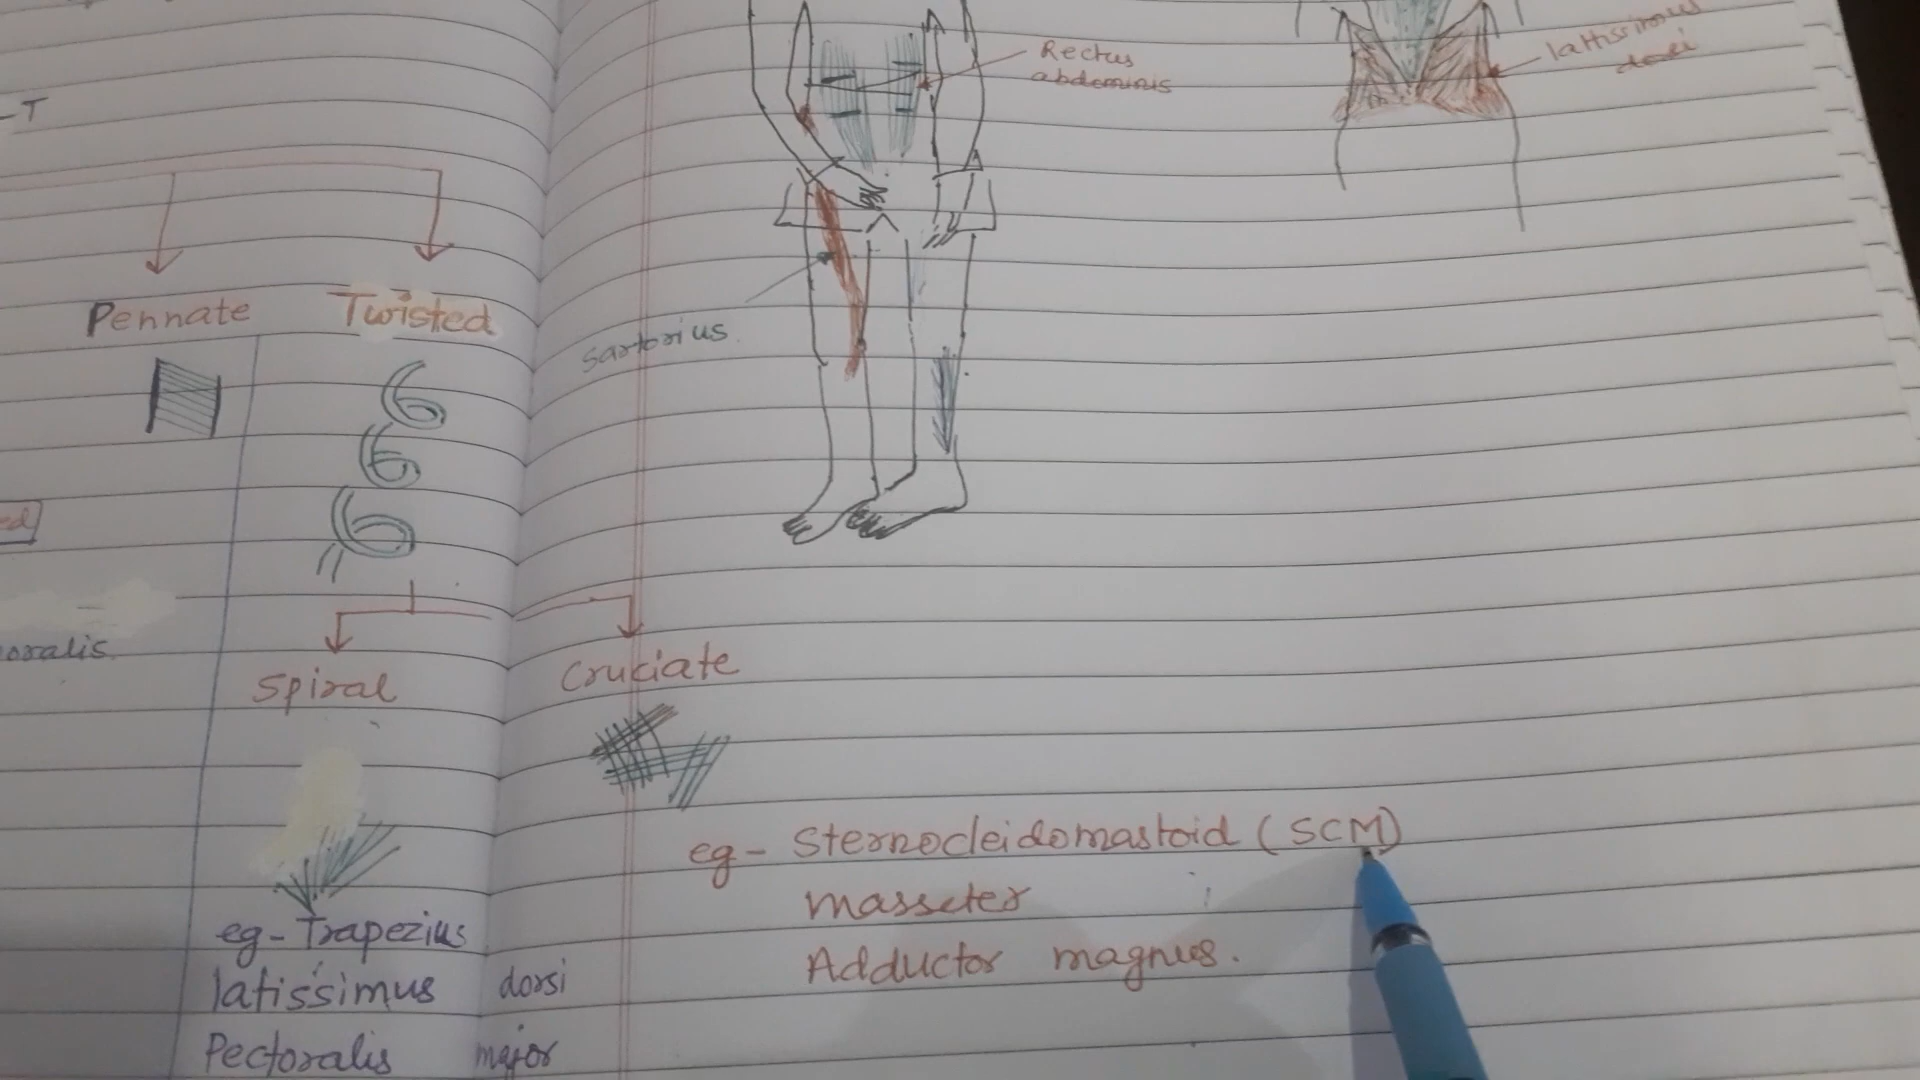 -T
Rectus
abdominis
lattissimus
dorsi
Pennate
Twisted
Sartorius.
ed
oralis
Spiral
Cruciate
eg- Trapezius
latissimus dorsi
Pectoralis major
eg- Sternocleidomastoid (SCM)
masseter
Adductor magnus.